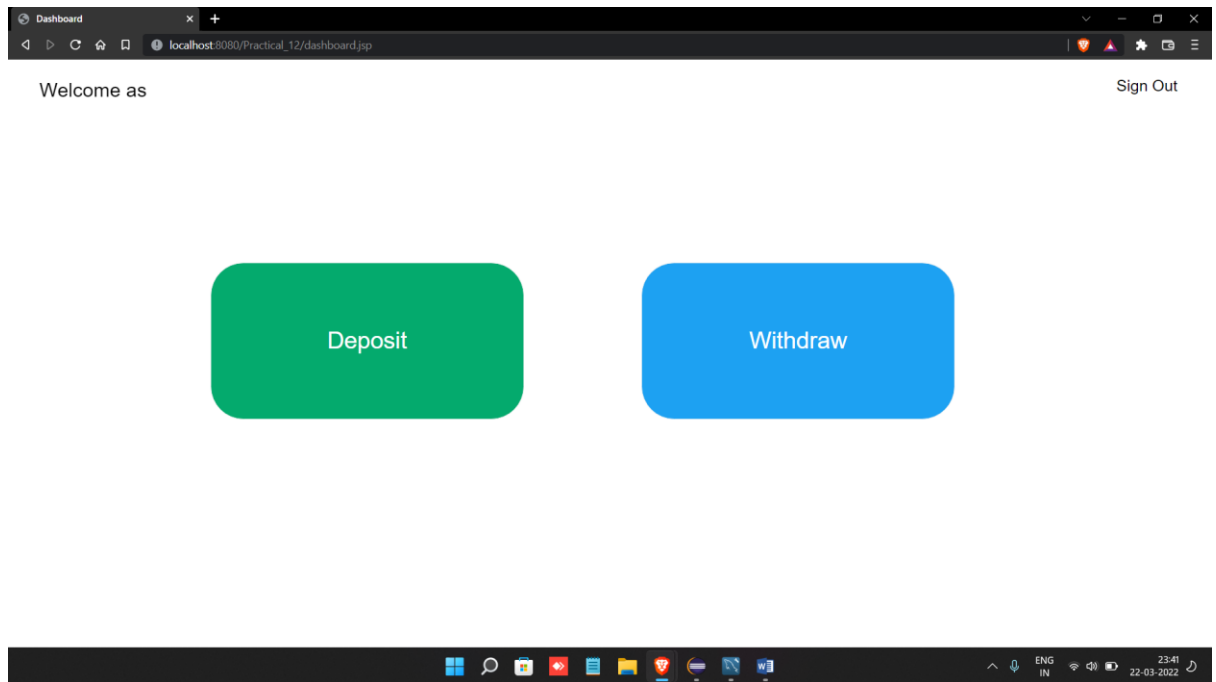 Dashboard
localhost:8080/Practical_12/dashboard.jsp
Welcome as
Sign Out
Deposit
Withdraw
ENG
IN
23:41
22-03-2022